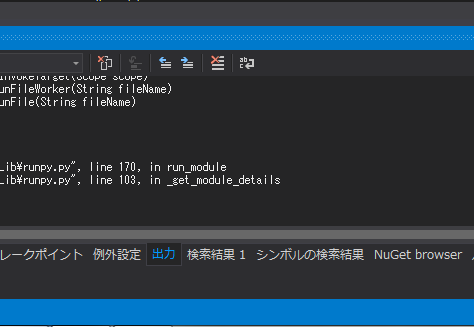 InvokeTarget(Scope scope)
unFileWorker(String fileName)
unFile(String fileName)
Lib¥runpy.py", line 170, in run_module
Lib¥runpy.py", line 103, in _get_module_details
レークポイント 例外設定 出力 検索結果 1 シンボルの検索結果 NuGet browser